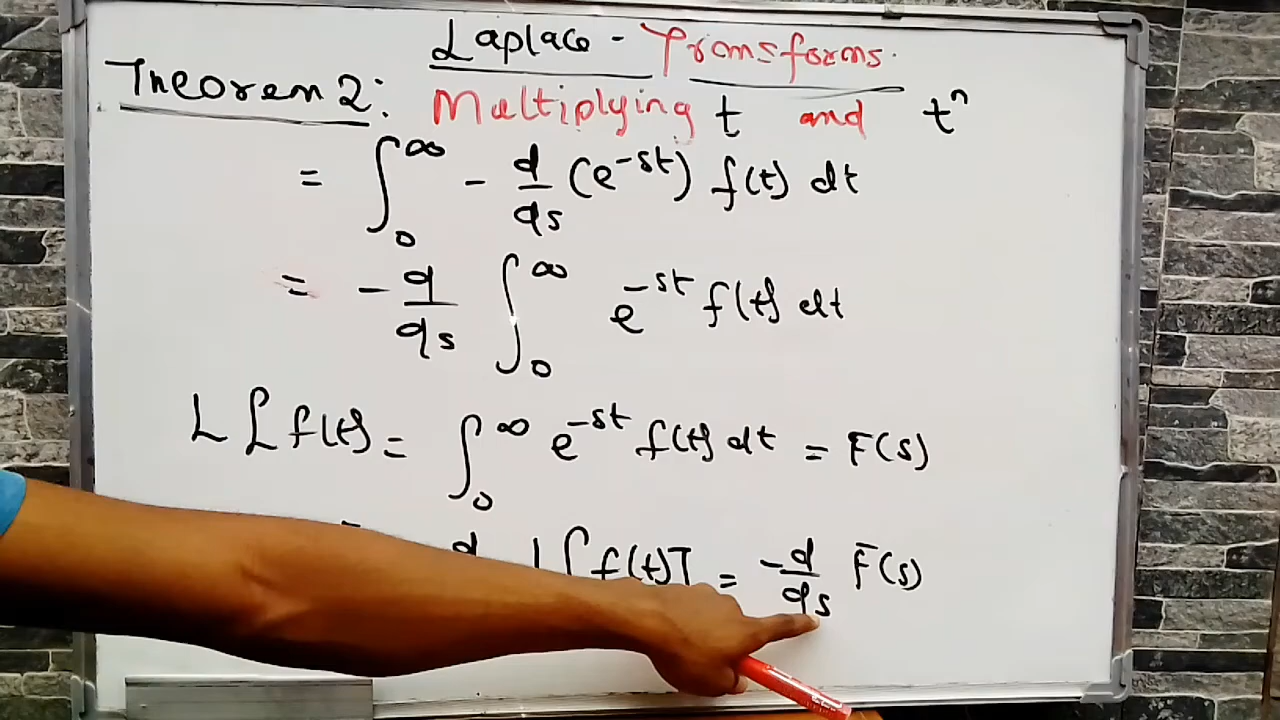 Laplace - Transforms.
Theorem 2: Multiplying t and tⁿ
= ∫₀^∞ - d/ds (e^-st) f(t) dt
= - d/ds ∫₀^∞ e^-st f(t) dt
L { f(t) = ∫₀^∞ e^-st f(t) dt = F(s)
d L { f(t) } = - d/ds F(s)